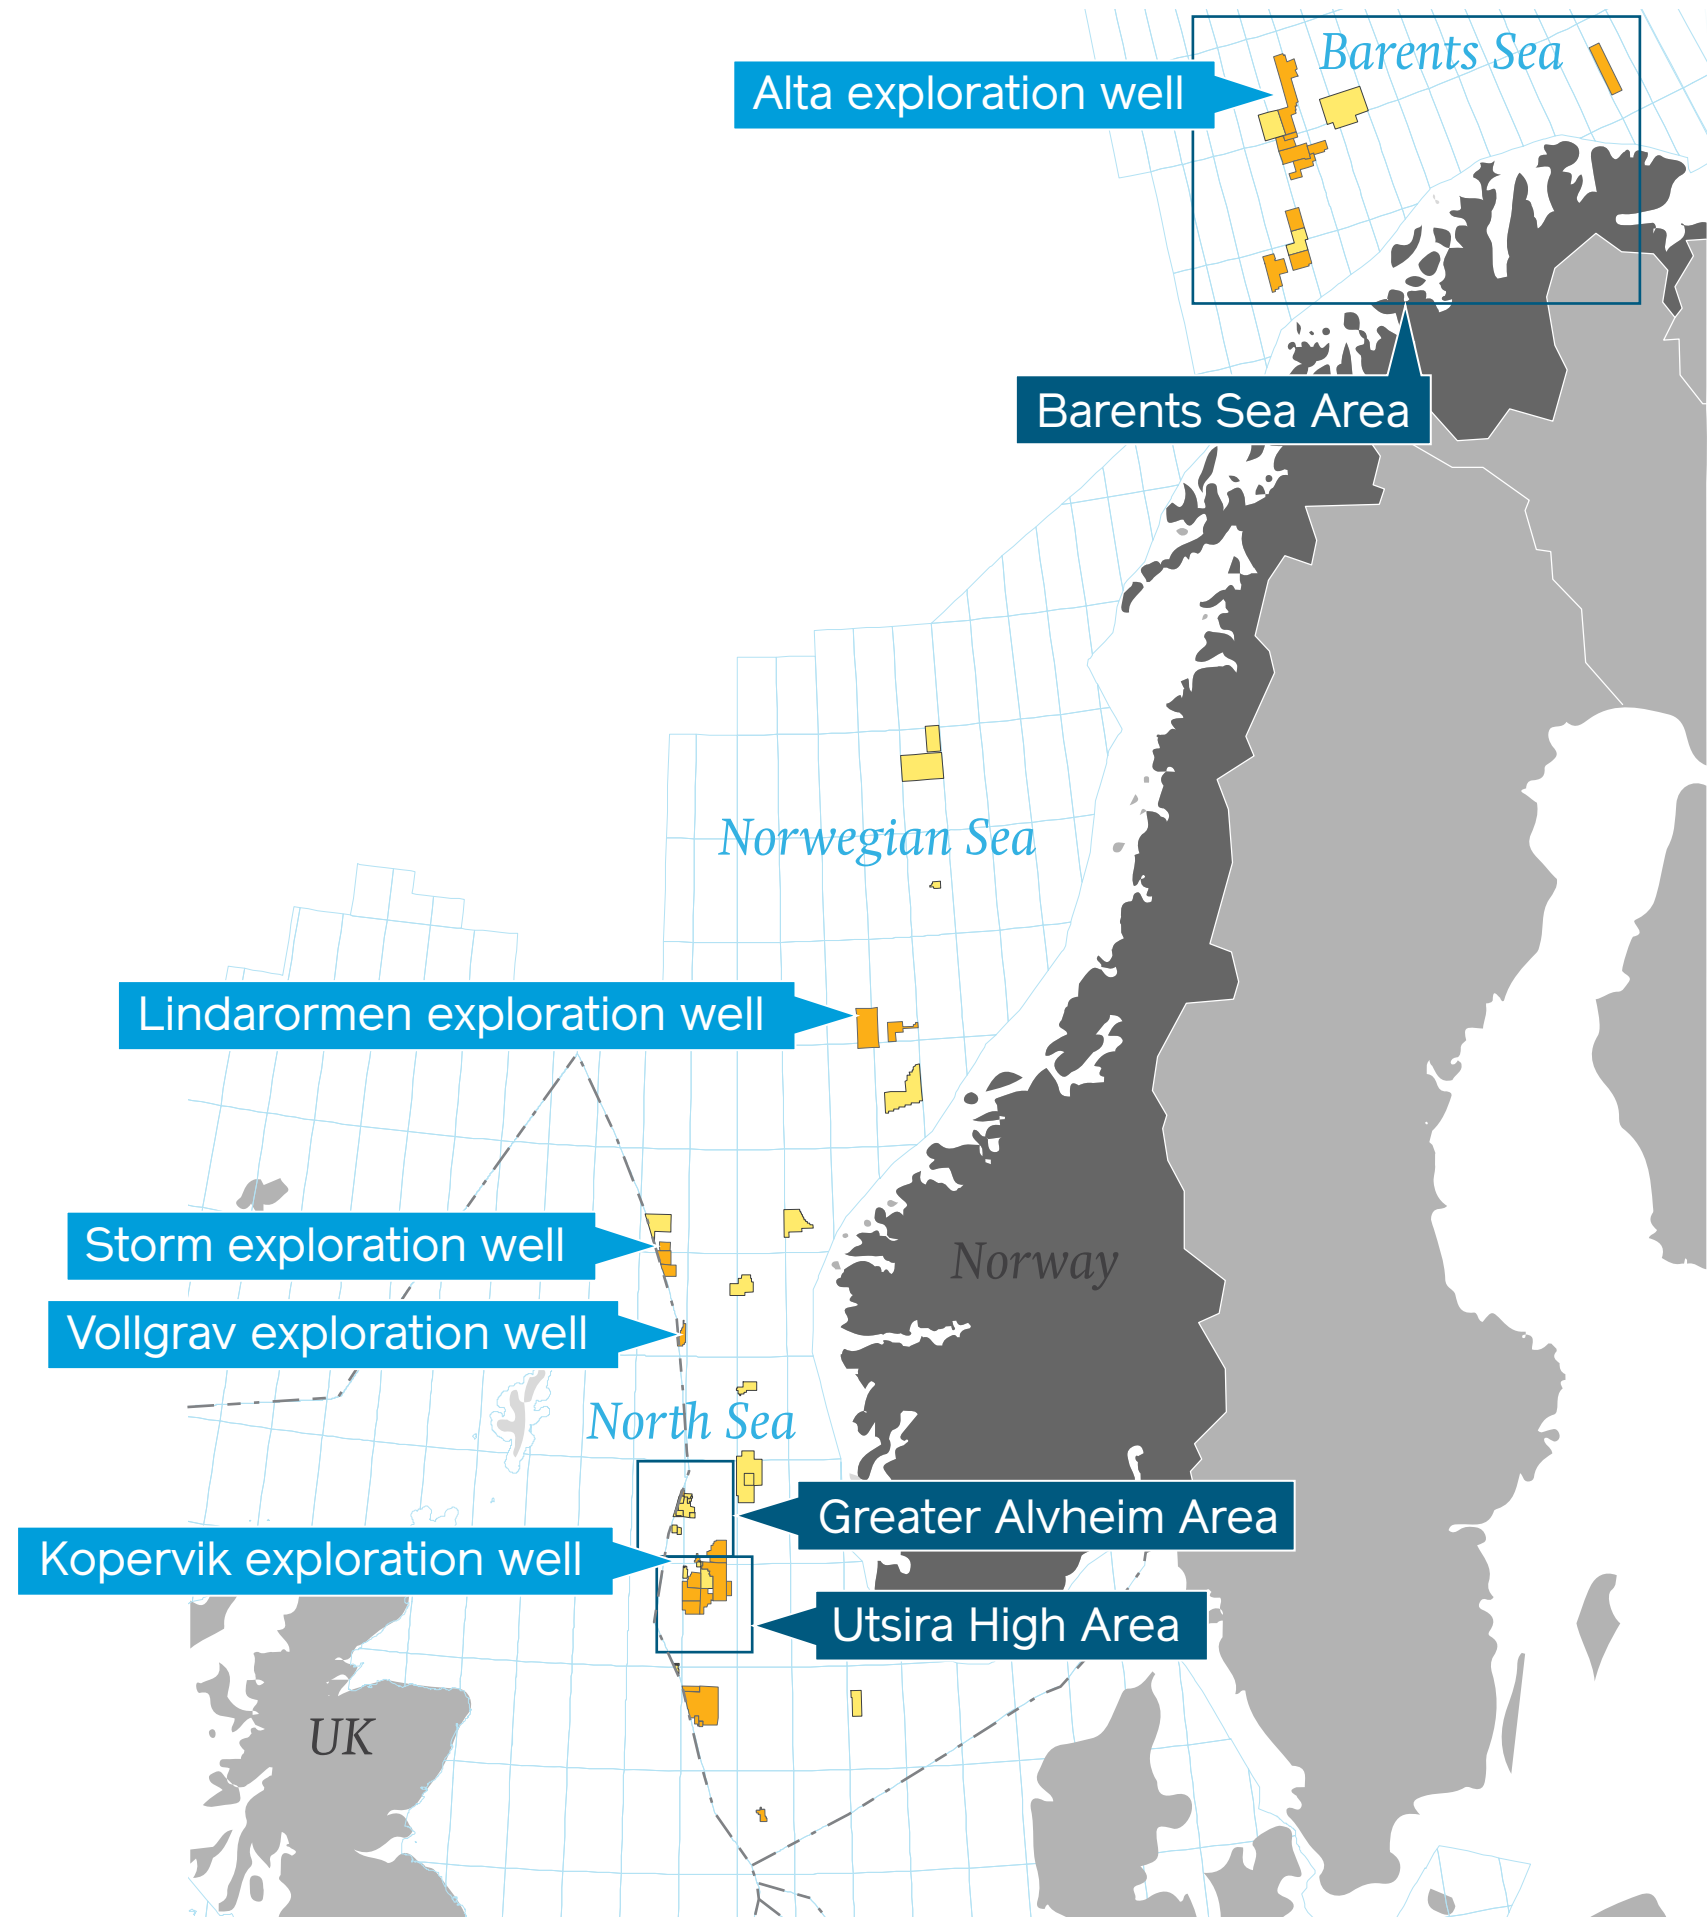 Barents Sea
Alta exploration well
Barents Sea Area
Norwegian Sea
Lindarormen exploration well
Storm exploration well
Norway
Vollgrav exploration well
North Sea
Greater Alvheim Area
Kopervik exploration well
Utsira High Area
UK